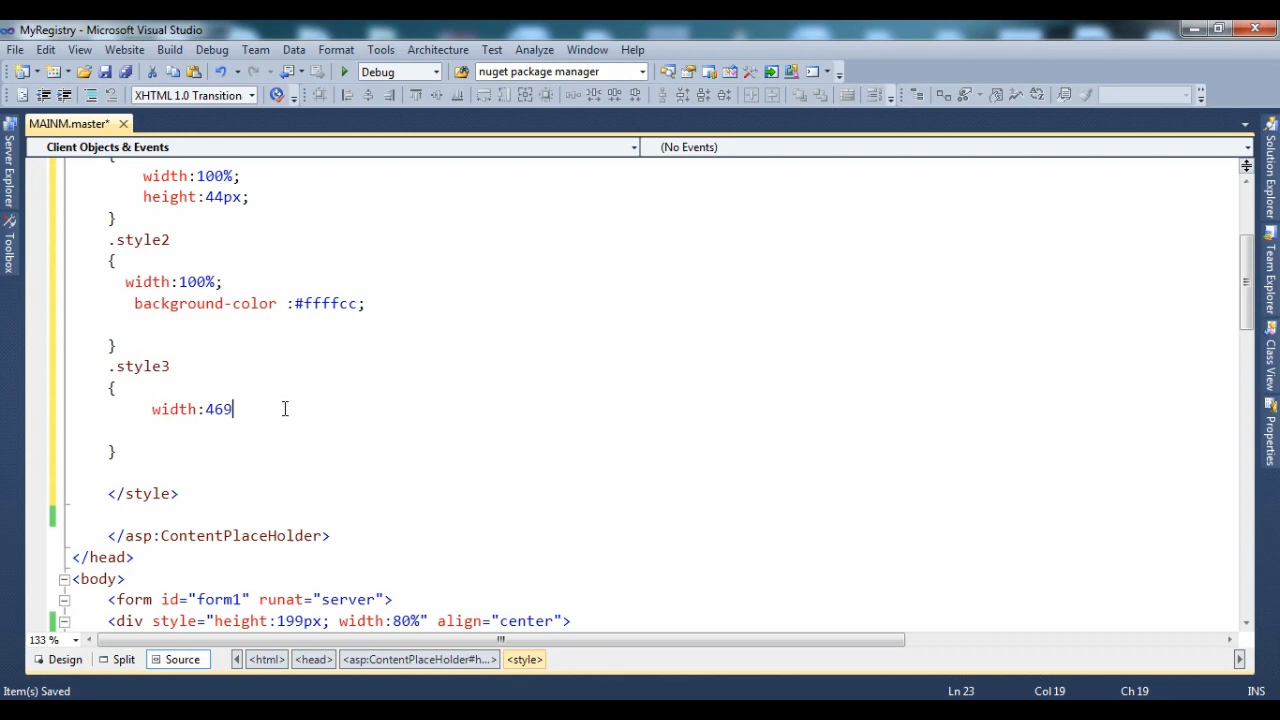 MyRegistry - Microsoft Visual Studio
File Edit View Website Build Debug Team Data Format Tools Architecture Test Analyze Window Help
Debug nuget package manager
XHTML 1.0 Transition
MAINM.master*
Client Objects & Events (No Events)
{
width:100%;
height:44px;
}
.style2
{
width:100%;
background-color :#ffffcc;
}
.style3
{
width:469
}
</style>
</asp:ContentPlaceHolder>
</head>
<body>
<form id="form1" runat="server">
<div style="height:199px; width:80%" align="center">
133 %
Design Split Source <html> <head> <asp:ContentPlaceHolder#h...> <style>
Item(s) Saved Ln 23 Col 19 Ch 19 INS
Server Explorer
Toolbox
Solution Explorer
Team Explorer
Class View
Properties